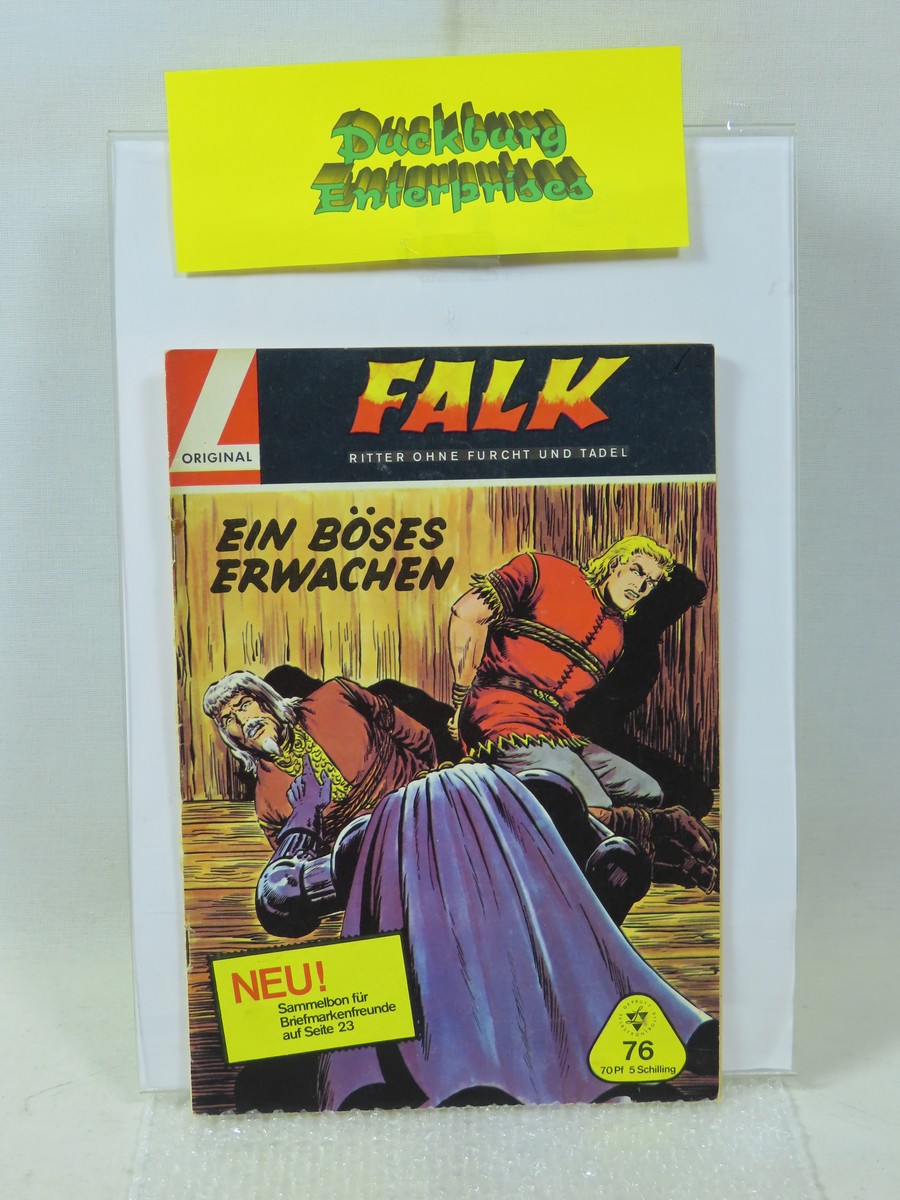 Duckburg
Enterprises
ORIGINAL
FALK
RITTER OHNE FURCHT UND TADEL
EIN BÖSES
ERWACHEN
NEU!
Sammelbon für
Briefmarkenfreunde
auf Seite 23
76
70 Pf 5 Schilling